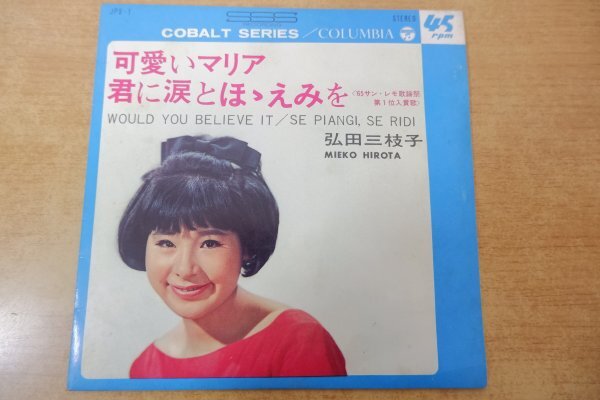 JPS-1
SSS
STEREO
45
rpm
COBALT SERIES / COLUMBIA
可愛いマリア
君に涙とほゝえみを
〈'65サン・レモ歌謡祭
第1位入賞歌〉
WOULD YOU BELIEVE IT/SE PIANGI, SE RIDI
弘田三枝子
MIEKO HIROTA